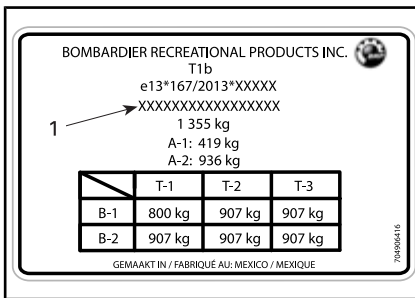 BOMBARDIER RECREATIONAL PRODUCTS INC.
T1b
e13*167/2013*XXXXX
XXXXXXXXXXXXXXXXX
1
1 355 kg
A-1: 419 kg
A-2: 936 kg
T-1 T-2 T-3
B-1 800 kg 907 kg 907 kg
B-2 907 kg 907 kg 907 kg
GEMAAKT IN / FABRIQUÉ AU: MEXICO / MEXIQUE
704906416